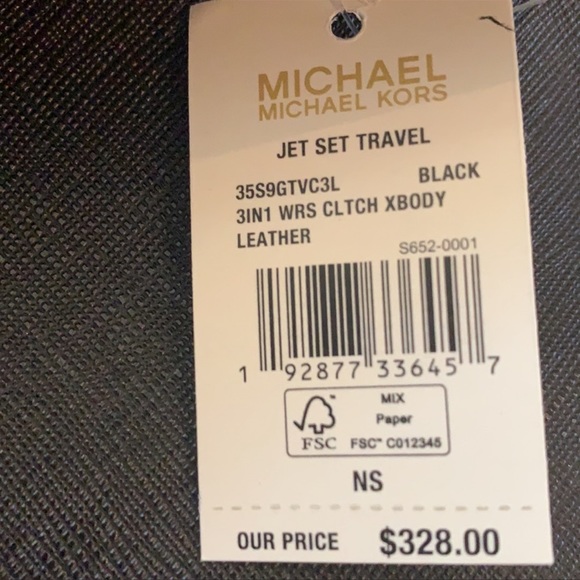 MICHAEL
MICHAEL KORS
JET SET TRAVEL
35S9GTVC3L BLACK
3IN1 WRS CLTCH XBODY
LEATHER
S652-0001
1 92877 33645 7
MIX
Paper
FSC FSC™ C012345
NS
OUR PRICE $328.00